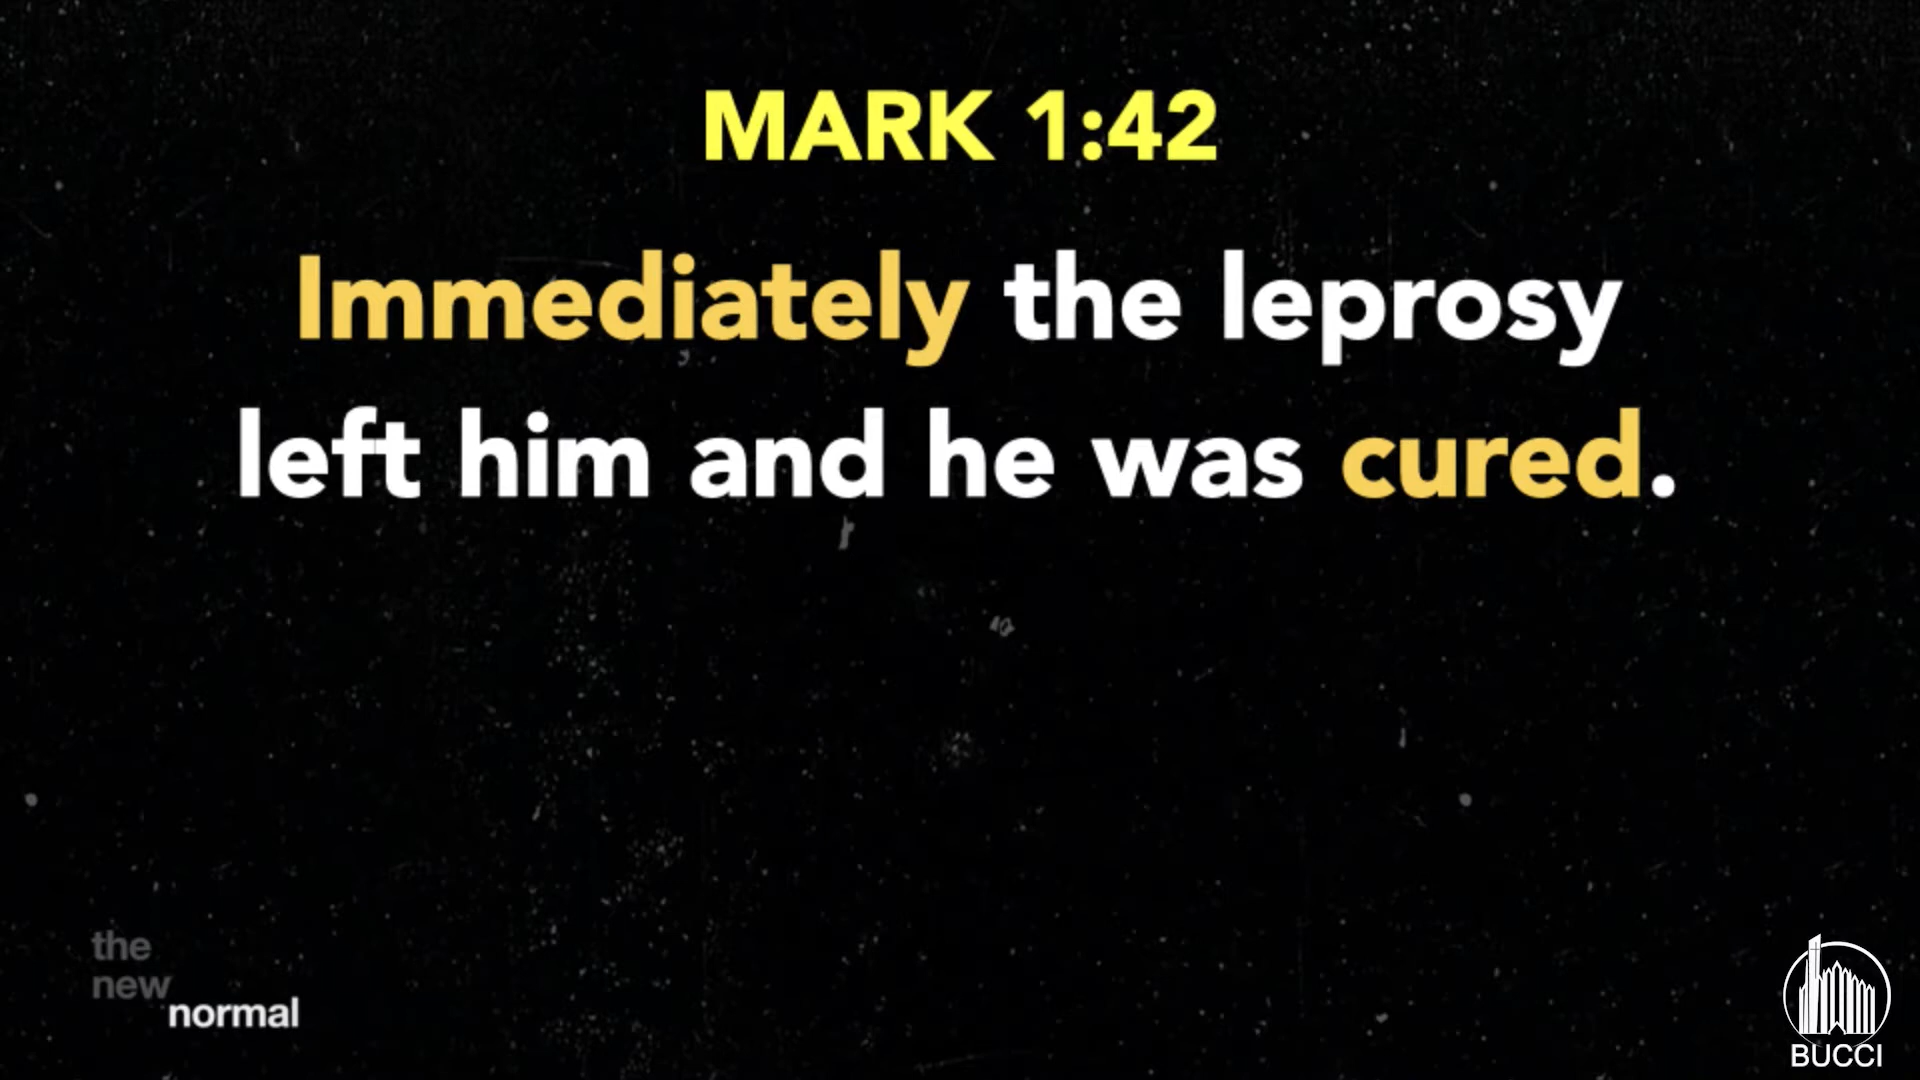 MARK 1:42
Immediately the leprosy
left him and he was cured.
the
new
normal
BUCCI